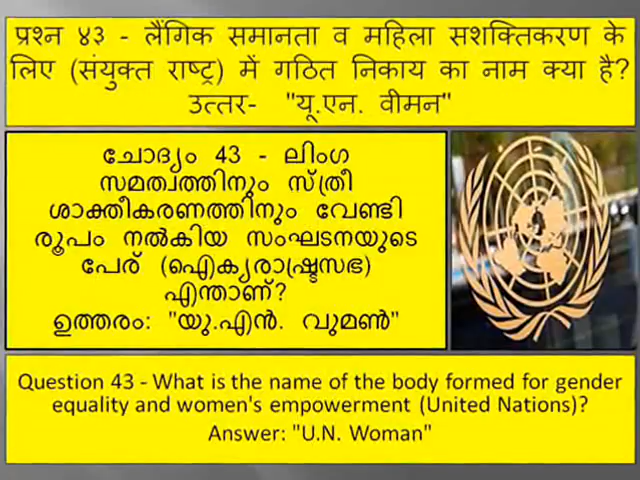 प्रश्न ४३ - लैंगिक समानता व महिला सशक्तिकरण के
लिए (संयुक्त राष्ट्र) में गठित निकाय का नाम क्या है?
उत्तर- "यू.एन. वीमन"
ചോദ്യം 43 - ലിംഗ
സമത്വത്തിനും സ്ത്രീ
ശാക്തീകരണത്തിനും വേണ്ടി
രൂപം നൽകിയ സംഘടനയുടെ
പേര് (ഐക്യരാഷ്ട്രസഭ)
എന്താണ്?
ഉത്തരം: "യു.എൻ. വുമൺ"
Question 43 - What is the name of the body formed for gender
equality and women's empowerment (United Nations)?
Answer: "U.N. Woman"